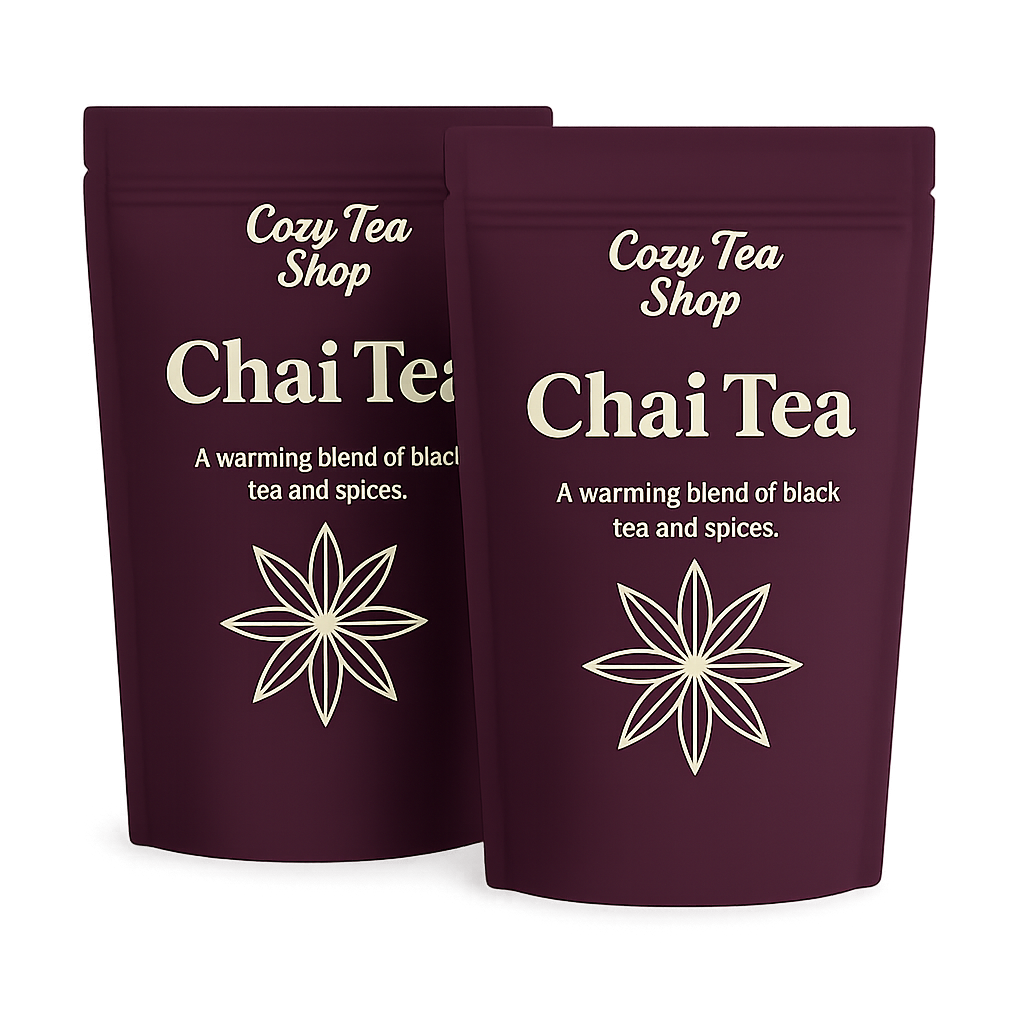 Cozy Tea
Shop
Chai Tea
A warming blend of black
tea and spices.
Cozy Tea
Shop
Chai Tea
A warming blend of black
tea and spices.